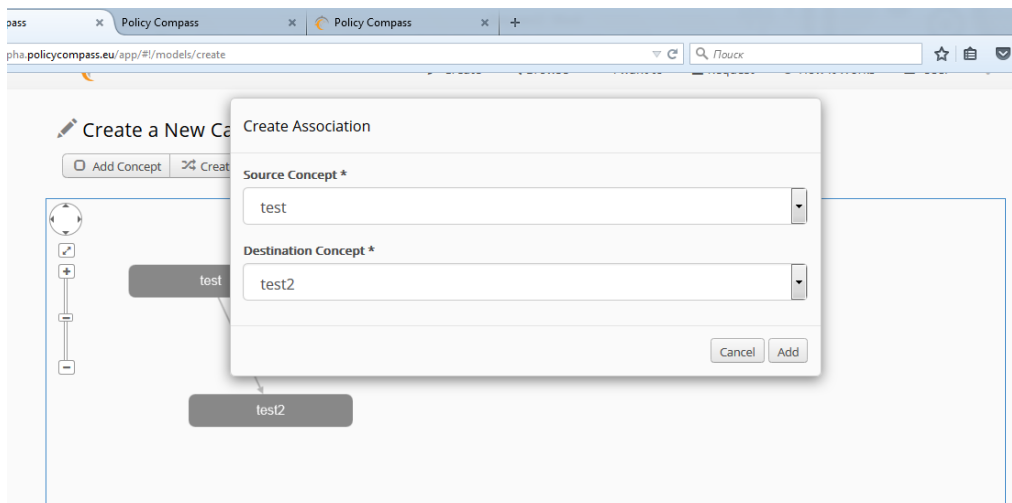 pass
Policy Compass
Policy Compass
pha.policycompass.eu/app/#!/models/create
Поиск
Create a New Ca
Create Association
Add Concept
Creat
Source Concept *
test
Destination Concept *
test2
test
Cancel
Add
test2